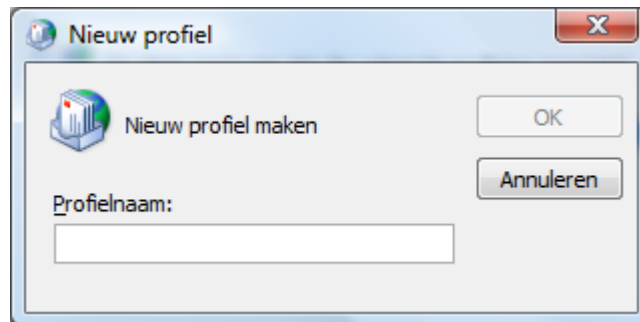 Nieuw profiel
Nieuw profiel maken
OK
Annuleren
Profielnaam: